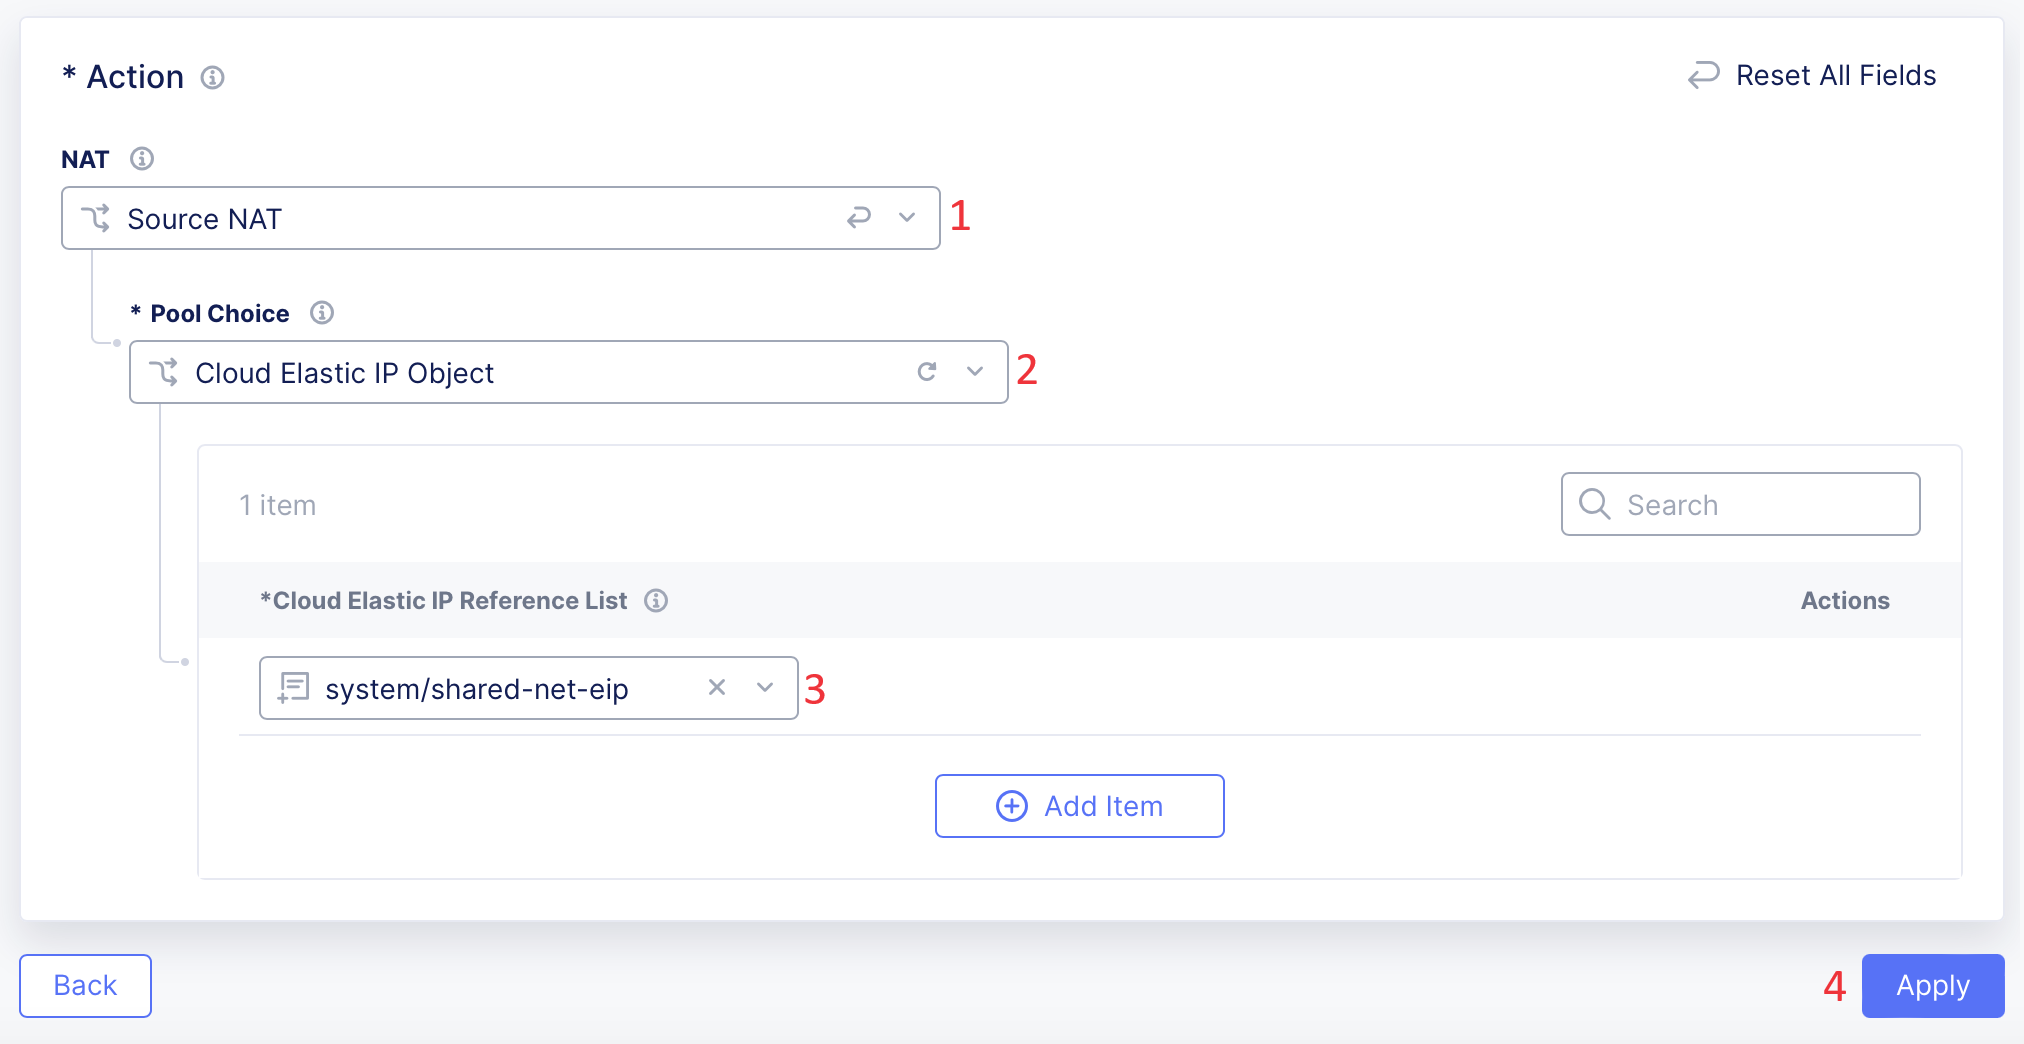 * Action
Reset All Fields
NAT
Source NAT
1
* Pool Choice
Cloud Elastic IP Object
2
1 item
Search
*Cloud Elastic IP Reference List
Actions
system/shared-net-eip
3
Add Item
Back
4
Apply